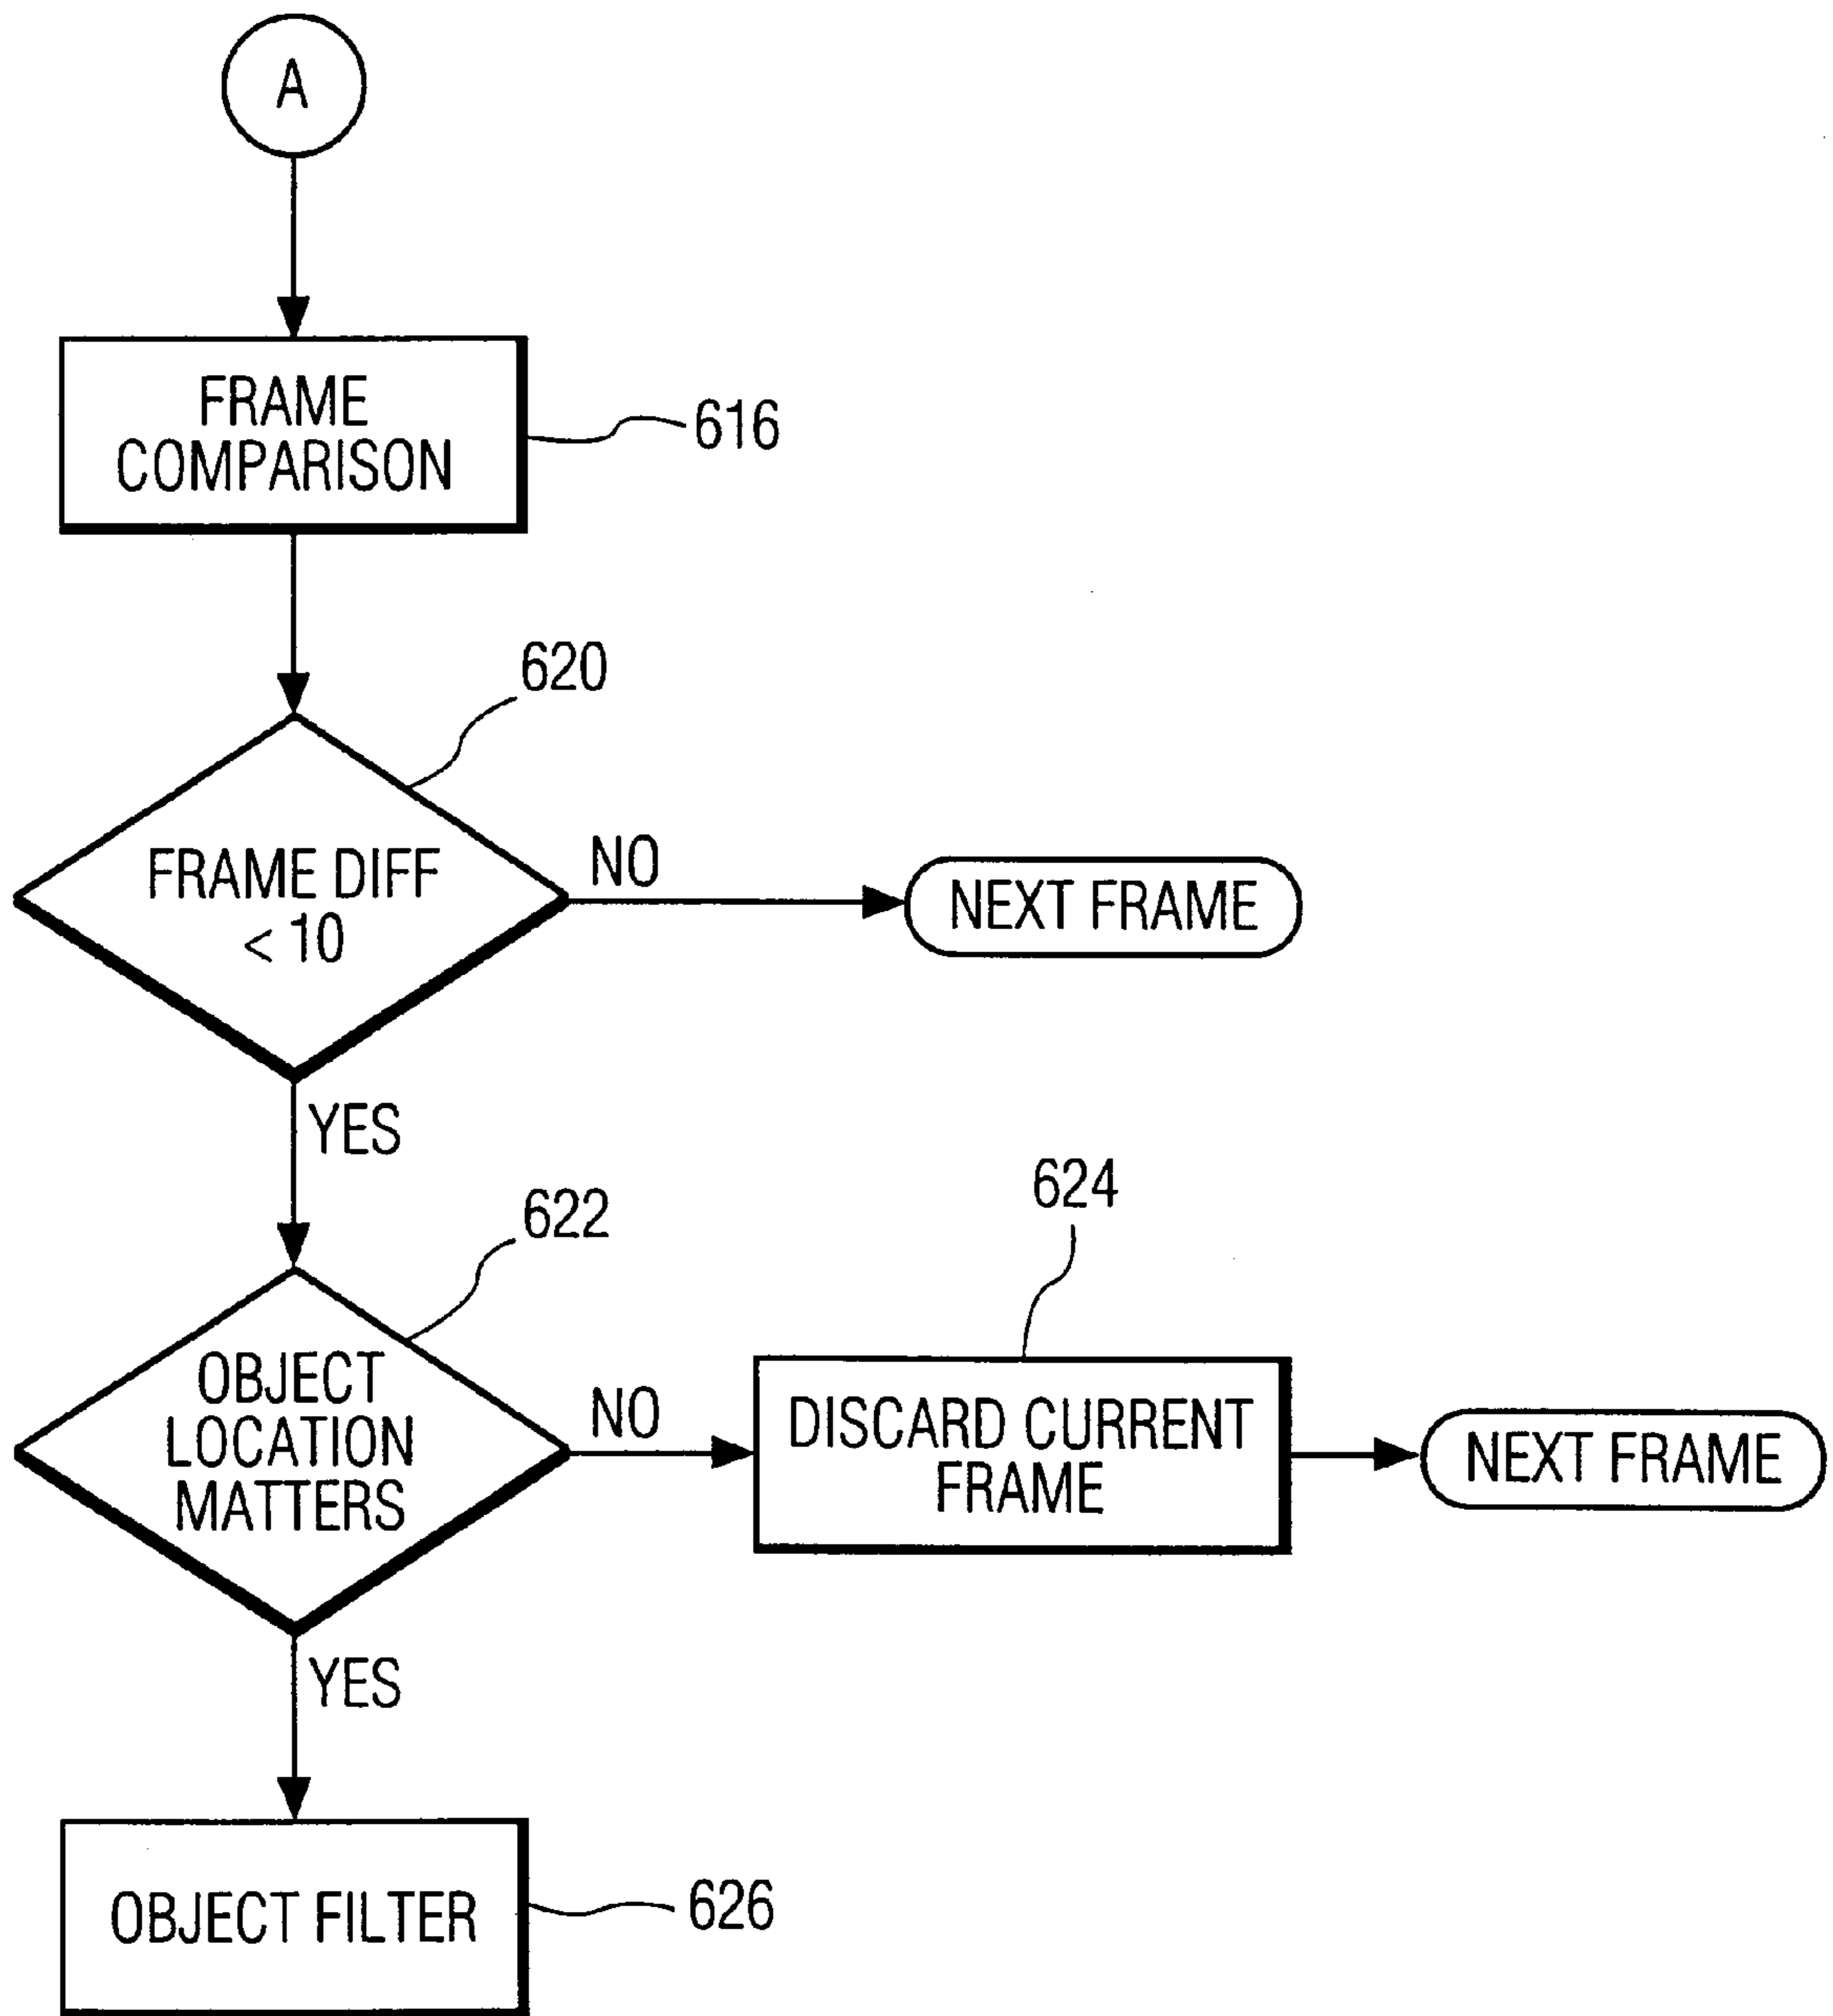 A
FRAME
COMPARISON
616
620
FRAME DIFF
< 10
NO
NEXT FRAME
YES
622
624
OBJECT
LOCATION
MATTERS
NO
DISCARD CURRENT
FRAME
NEXT FRAME
YES
OBJECT FILTER
626